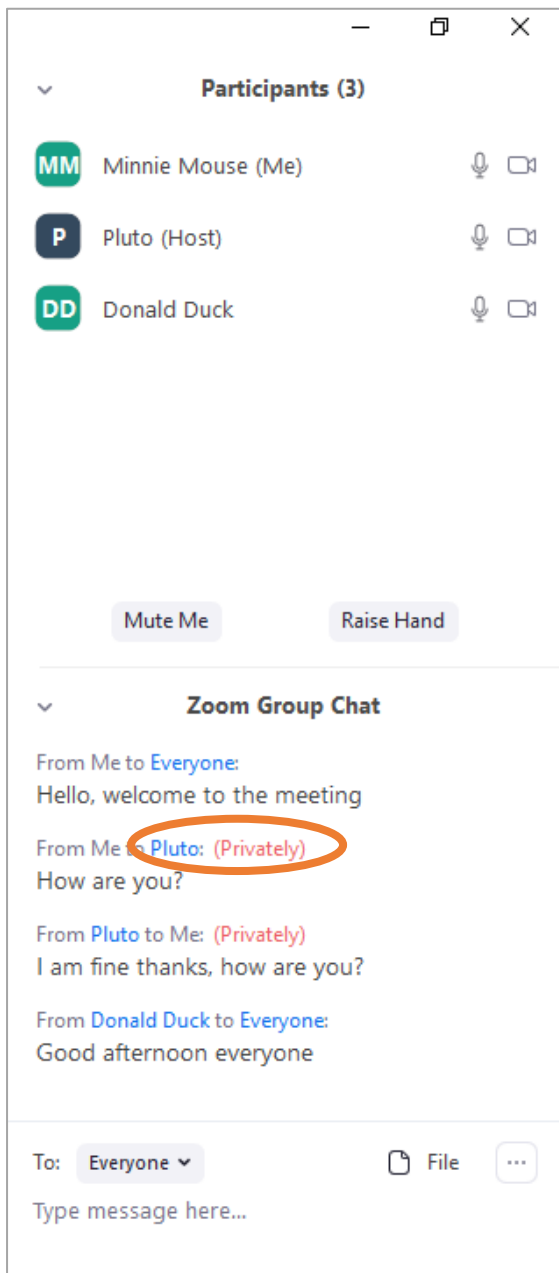 Participants (3)
MM Minnie Mouse (Me)
P Pluto (Host)
DD Donald Duck
Mute Me Raise Hand
Zoom Group Chat
From Me to Everyone:
Hello, welcome to the meeting
From Me to Pluto: (Privately)
How are you?
From Pluto to Me: (Privately)
I am fine thanks, how are you?
From Donald Duck to Everyone:
Good afternoon everyone
To: Everyone File ...
Type message here...